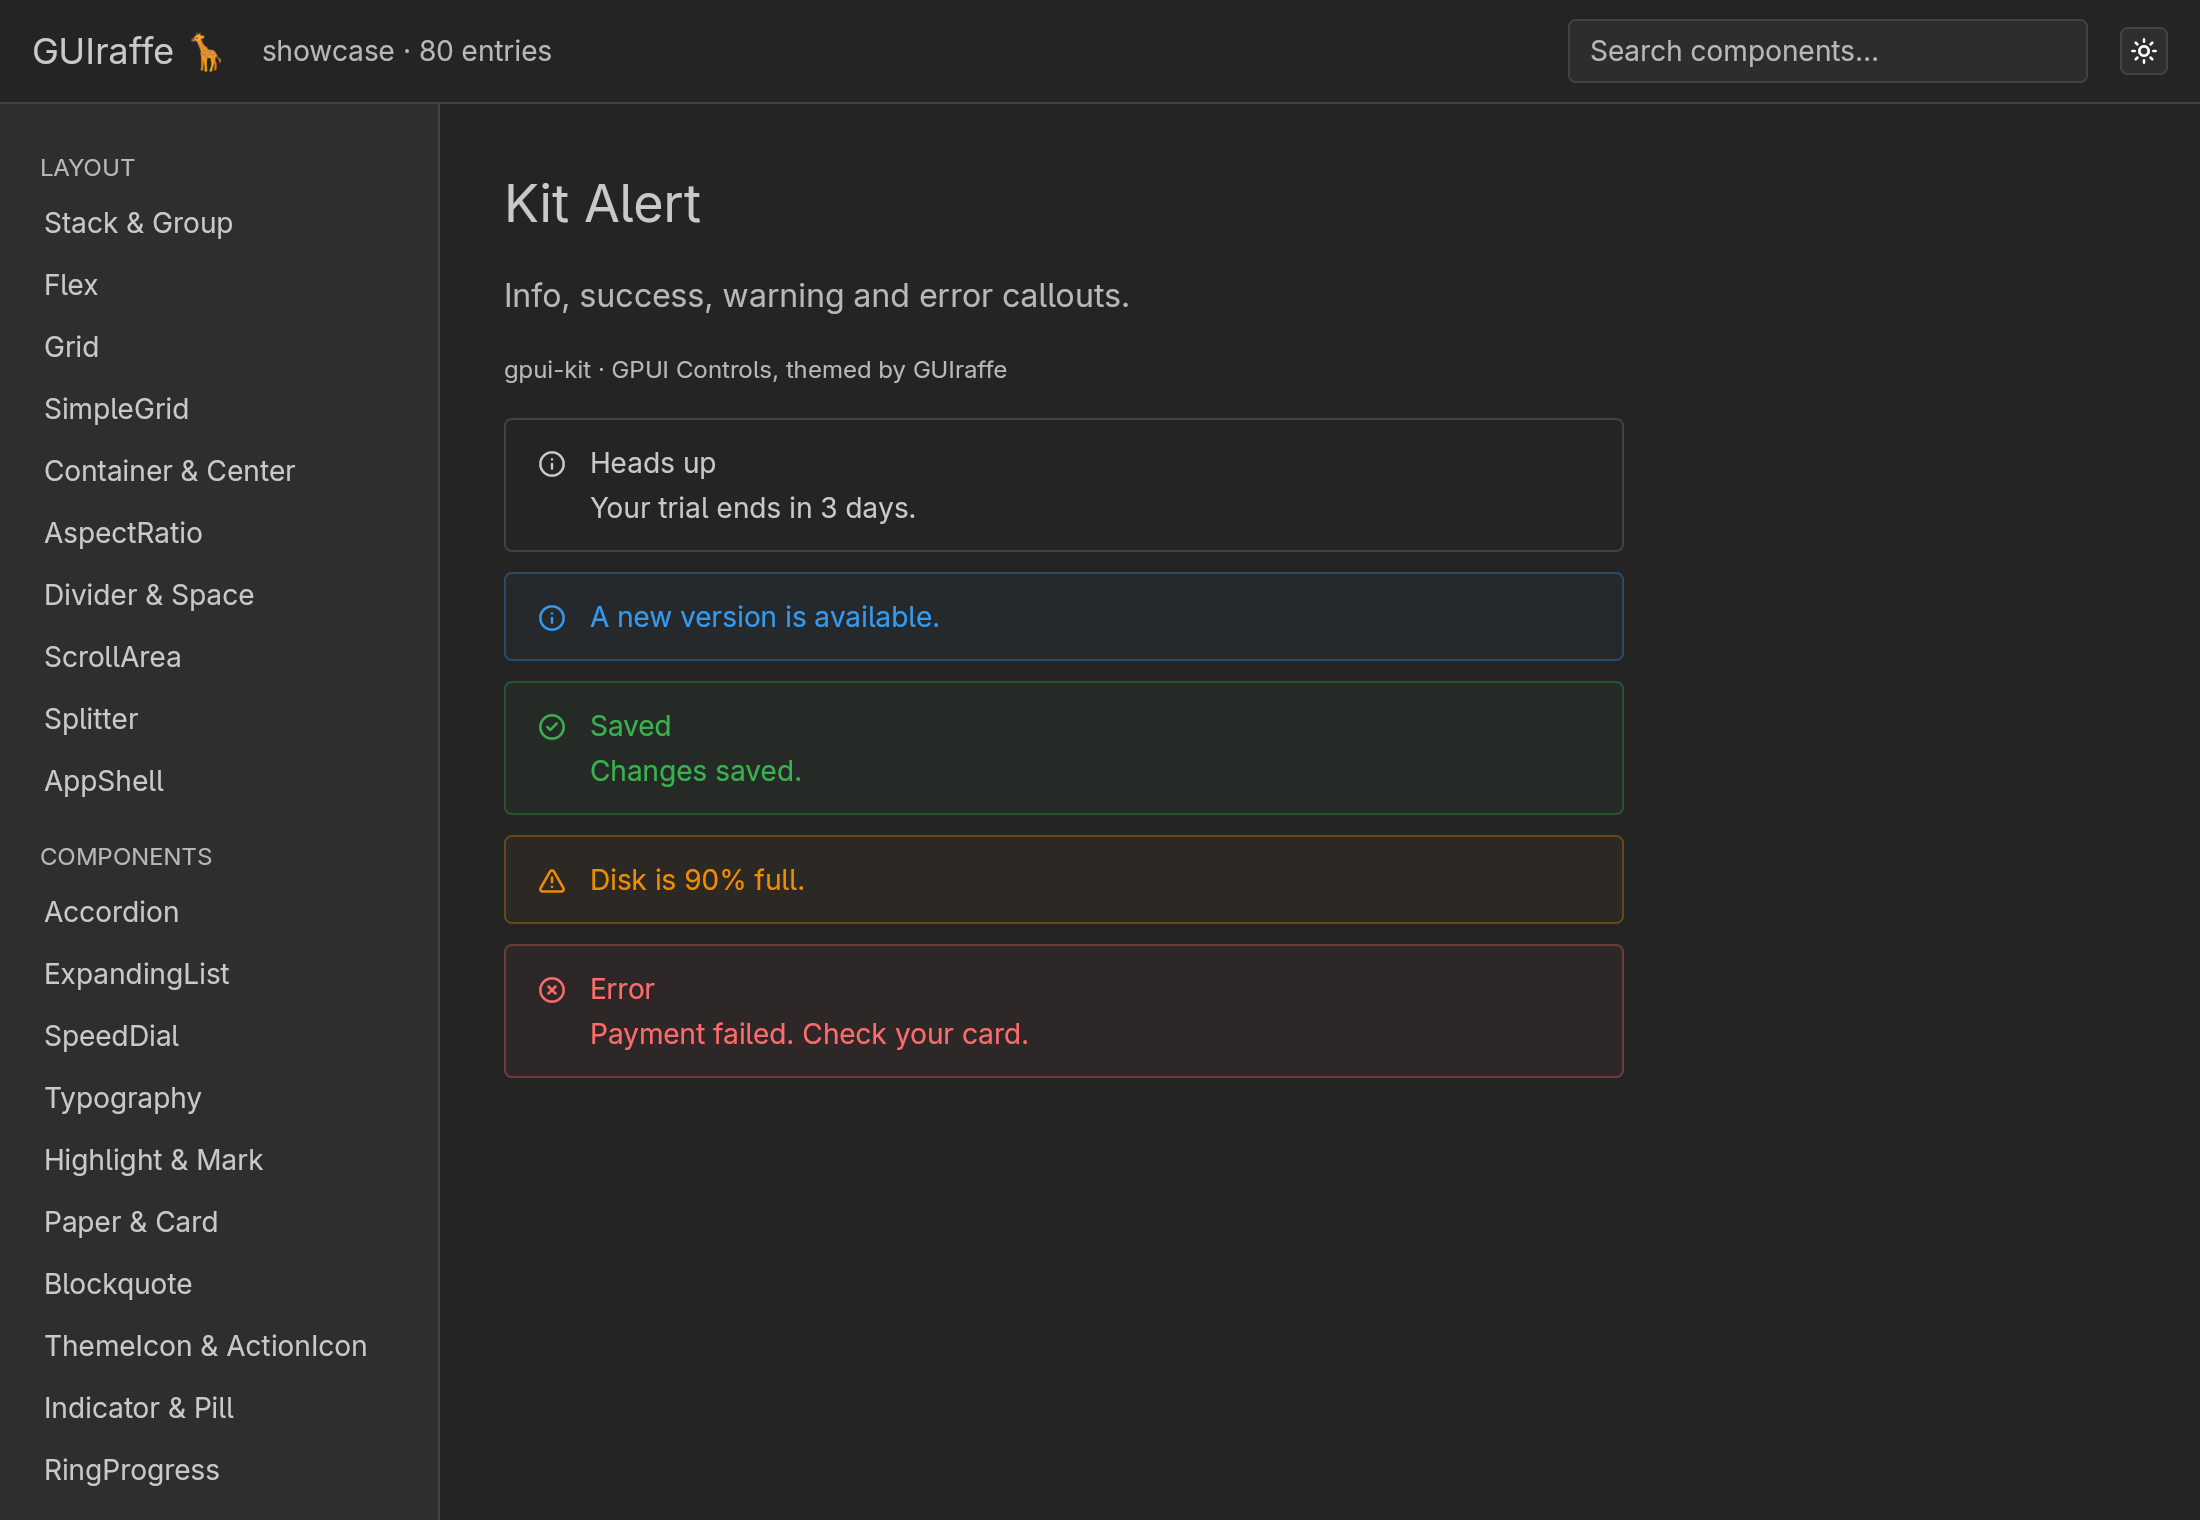 GUIraffe 🦒 showcase · 80 entries
Search components...
LAYOUT
Stack & Group
Flex
Grid
SimpleGrid
Container & Center
AspectRatio
Divider & Space
ScrollArea
Splitter
AppShell
COMPONENTS
Accordion
ExpandingList
SpeedDial
Typography
Highlight & Mark
Paper & Card
Blockquote
ThemeIcon & ActionIcon
Indicator & Pill
RingProgress
Kit Alert
Info, success, warning and error callouts.
gpui-kit · GPUI Controls, themed by GUIraffe
Heads up
Your trial ends in 3 days.
A new version is available.
Saved
Changes saved.
Disk is 90% full.
Error
Payment failed. Check your card.